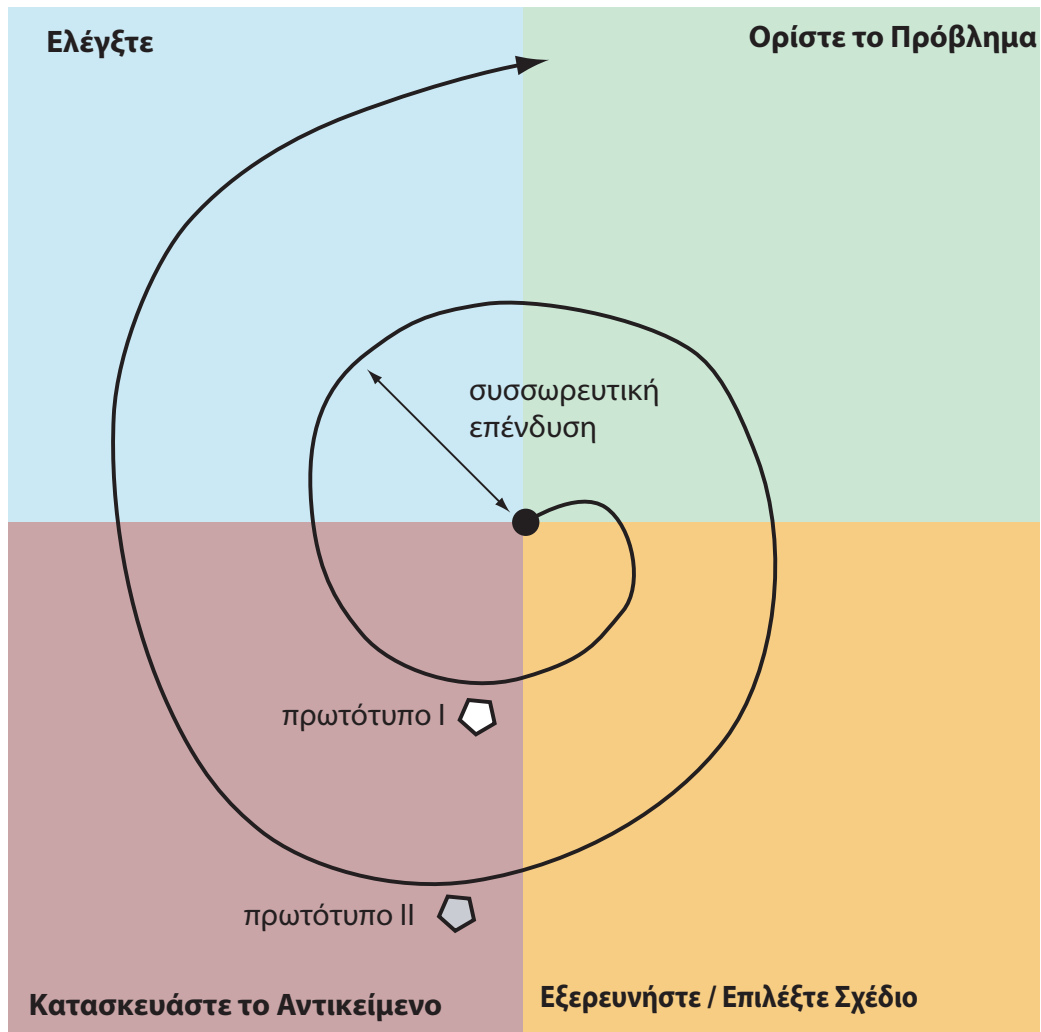 Ελέγξτε
Ορίστε το Πρόβλημα
συσσωρευτική
επένδυση
πρωτότυπο I
πρωτότυπο II
Κατασκευάστε το Αντικείμενο
Εξερευνήστε / Επιλέξτε Σχέδιο